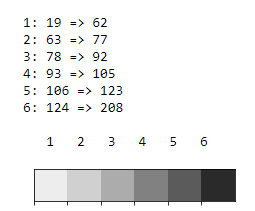 1: 19 => 62
2: 63 => 77
3: 78 => 92
4: 93 => 105
5: 106 => 123
6: 124 => 208
1 2 3 4 5 6